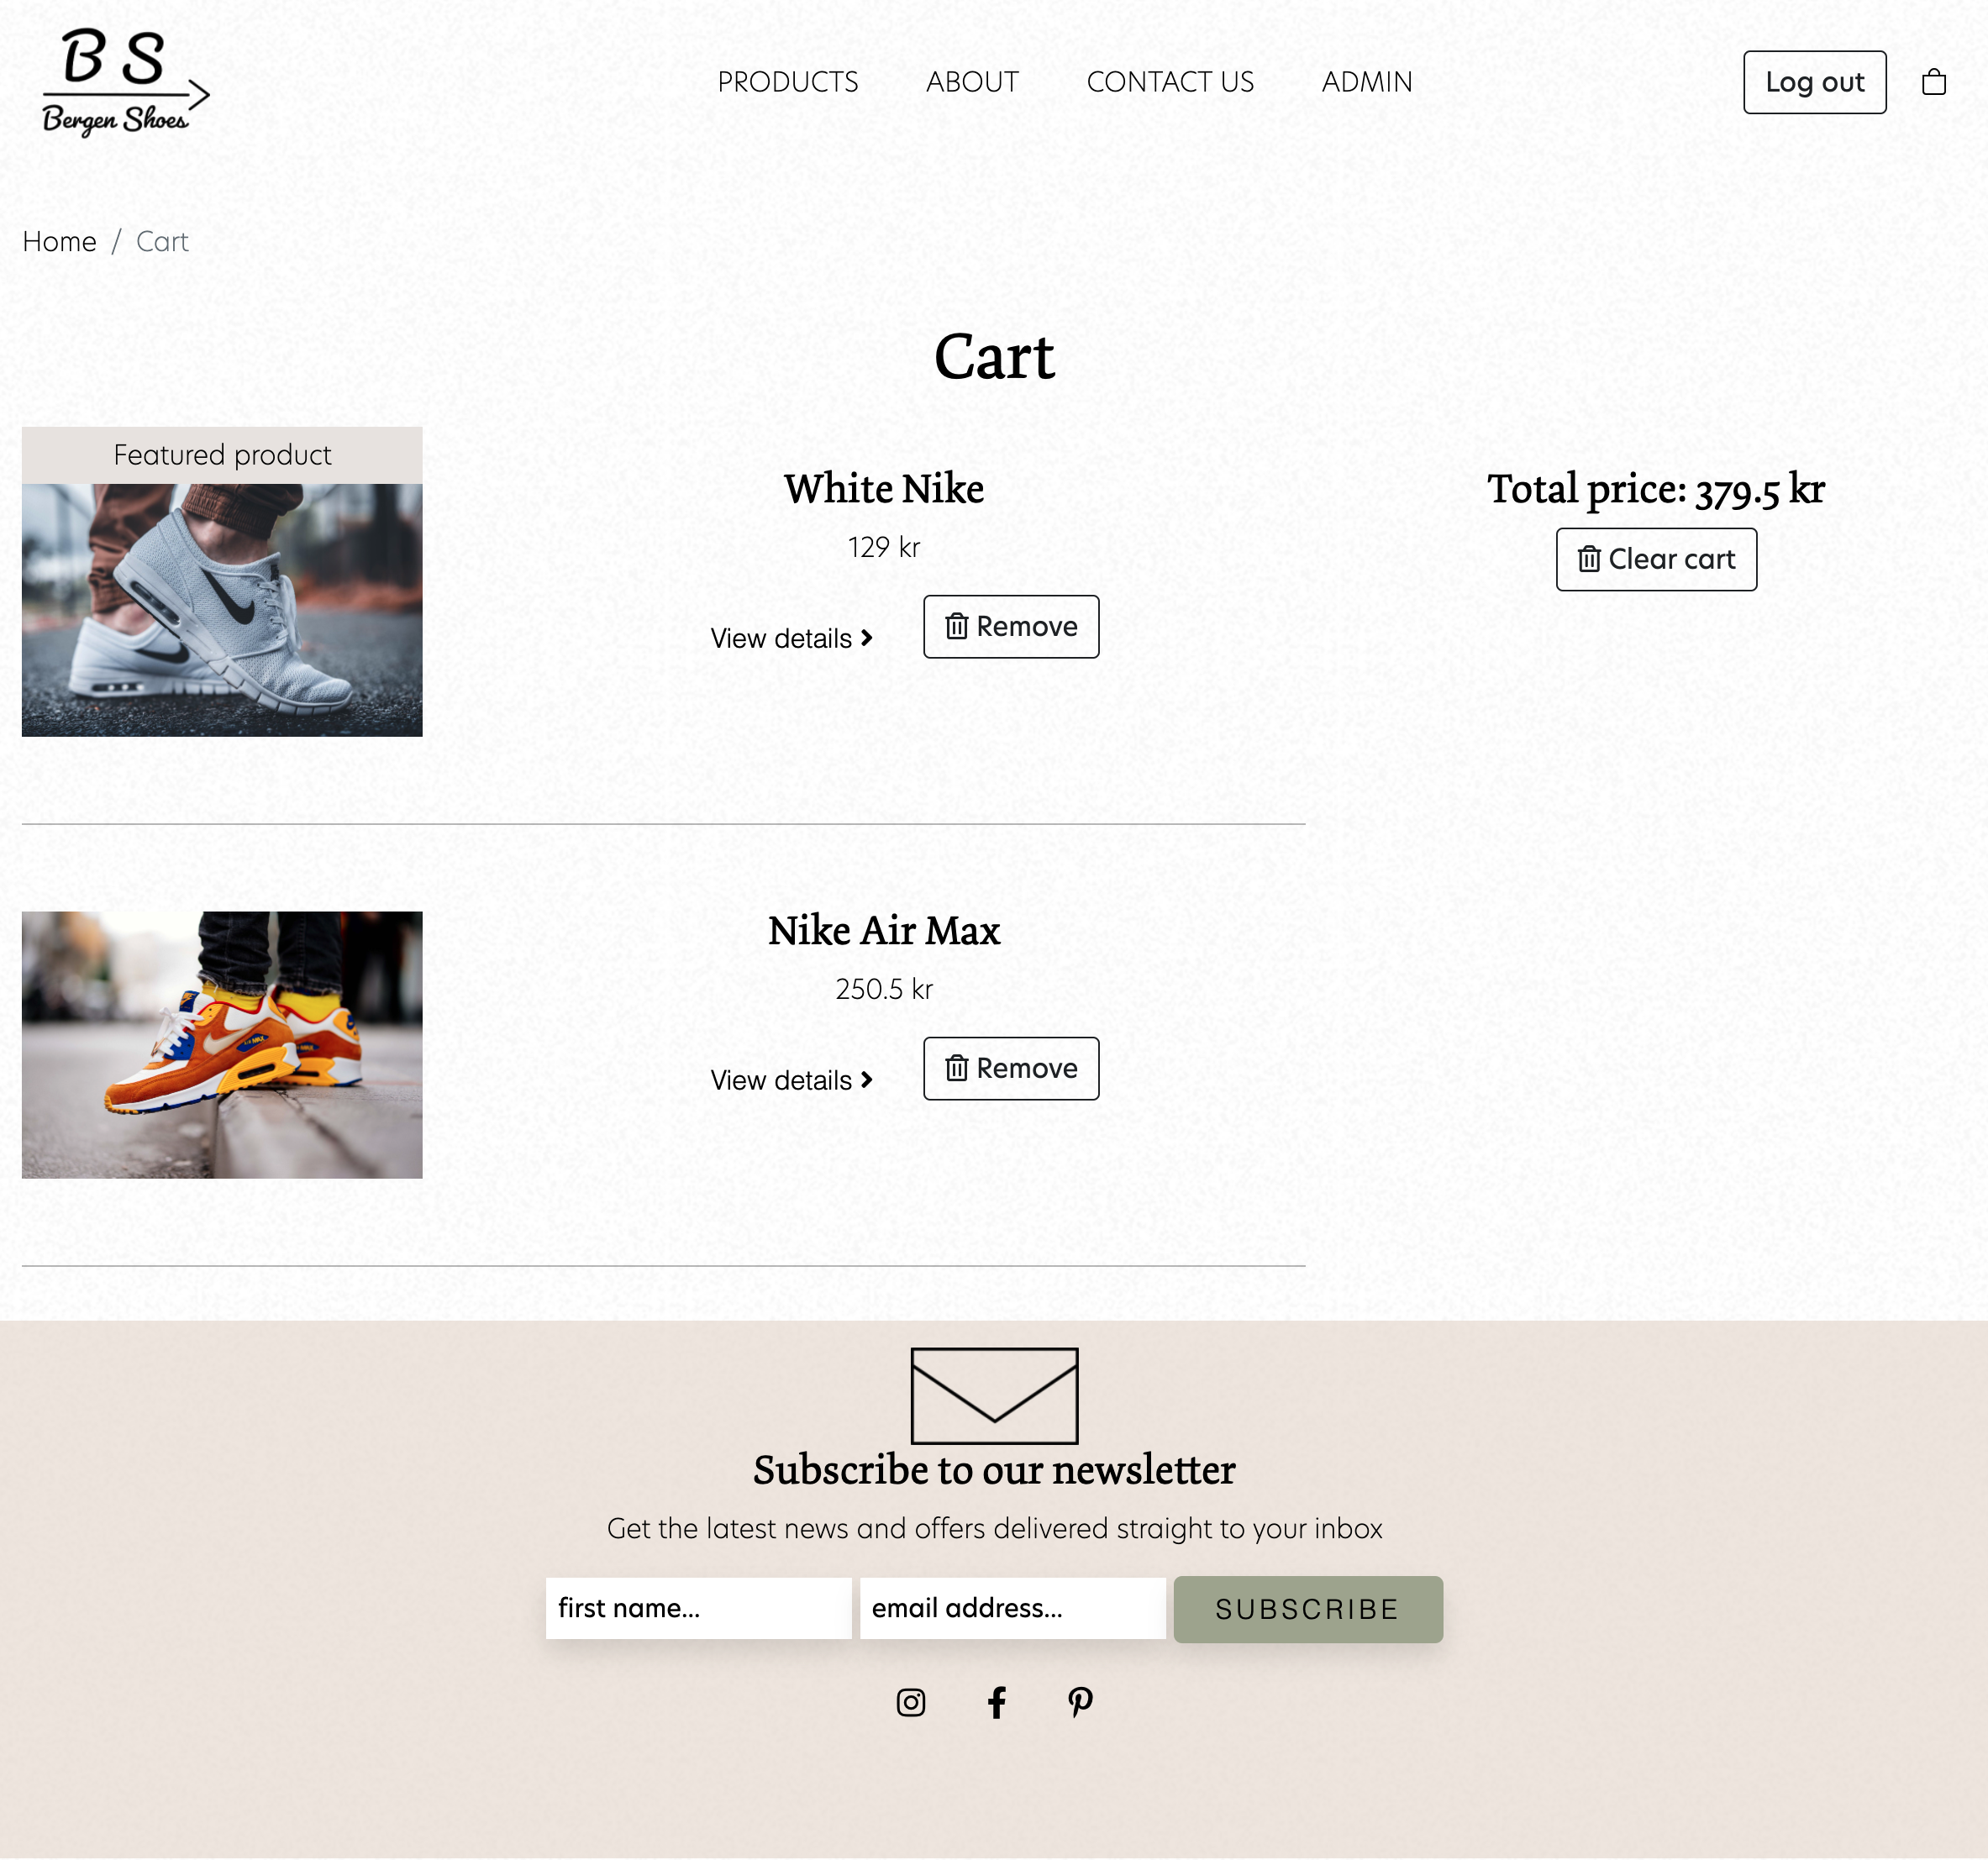 B S
Bergen Shoes
PRODUCTS ABOUT CONTACT US ADMIN
Log out
Home / Cart
Cart
Featured product
White Nike
129 kr
View details
Remove
Total price: 379.5 kr
Clear cart
Nike Air Max
250.5 kr
View details
Remove
Subscribe to our newsletter
Get the latest news and offers delivered straight to your inbox
first name...
email address...
SUBSCRIBE